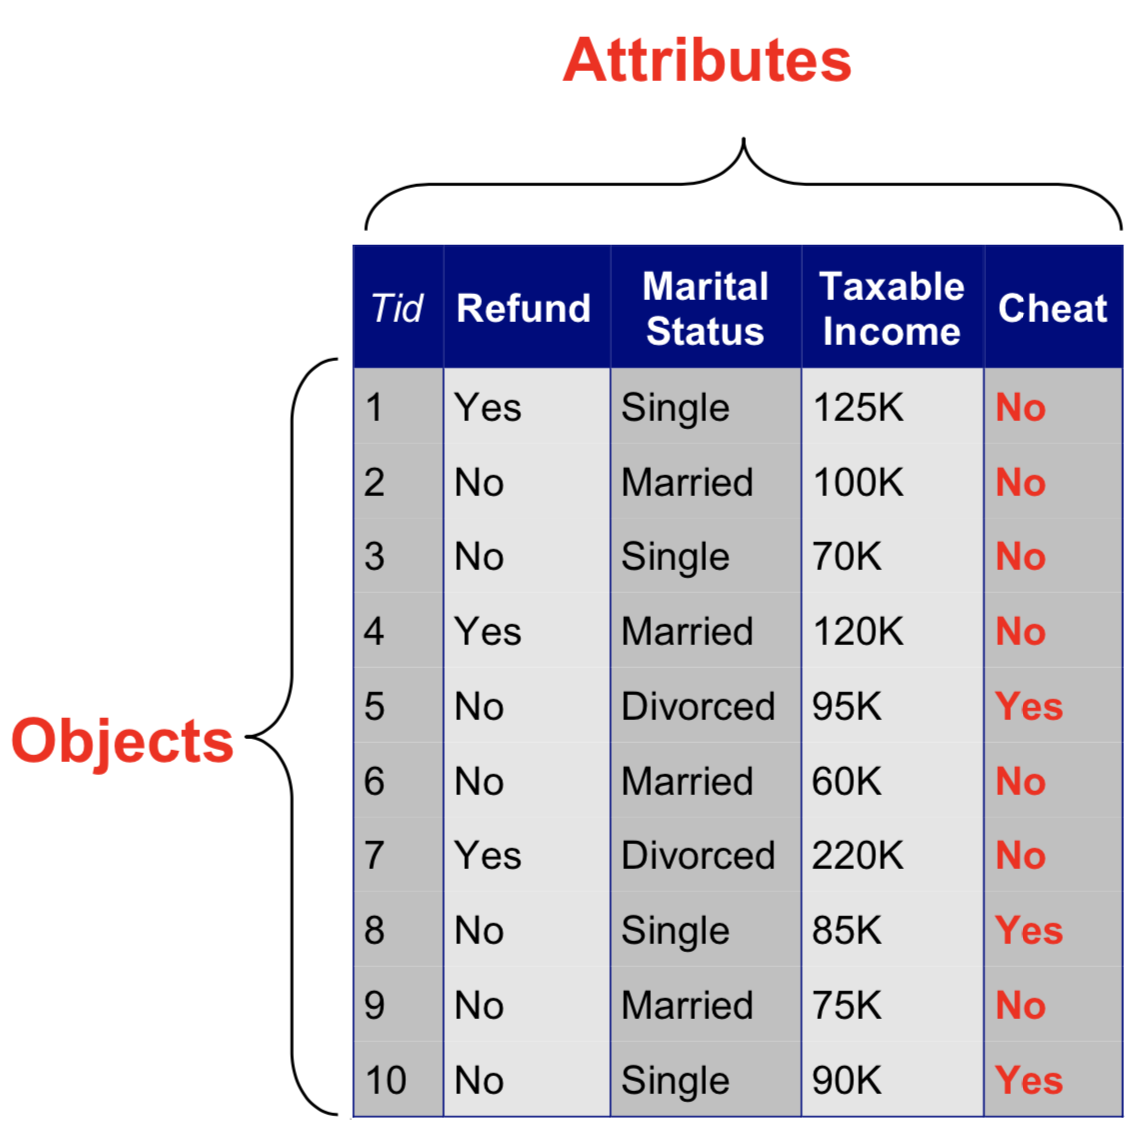 Attributes
Tid Refund Marital Status Taxable Income Cheat
1 Yes Single 125K No
2 No Married 100K No
3 No Single 70K No
4 Yes Married 120K No
5 No Divorced 95K Yes
6 No Married 60K No
7 Yes Divorced 220K No
8 No Single 85K Yes
9 No Married 75K No
10 No Single 90K Yes
Objects